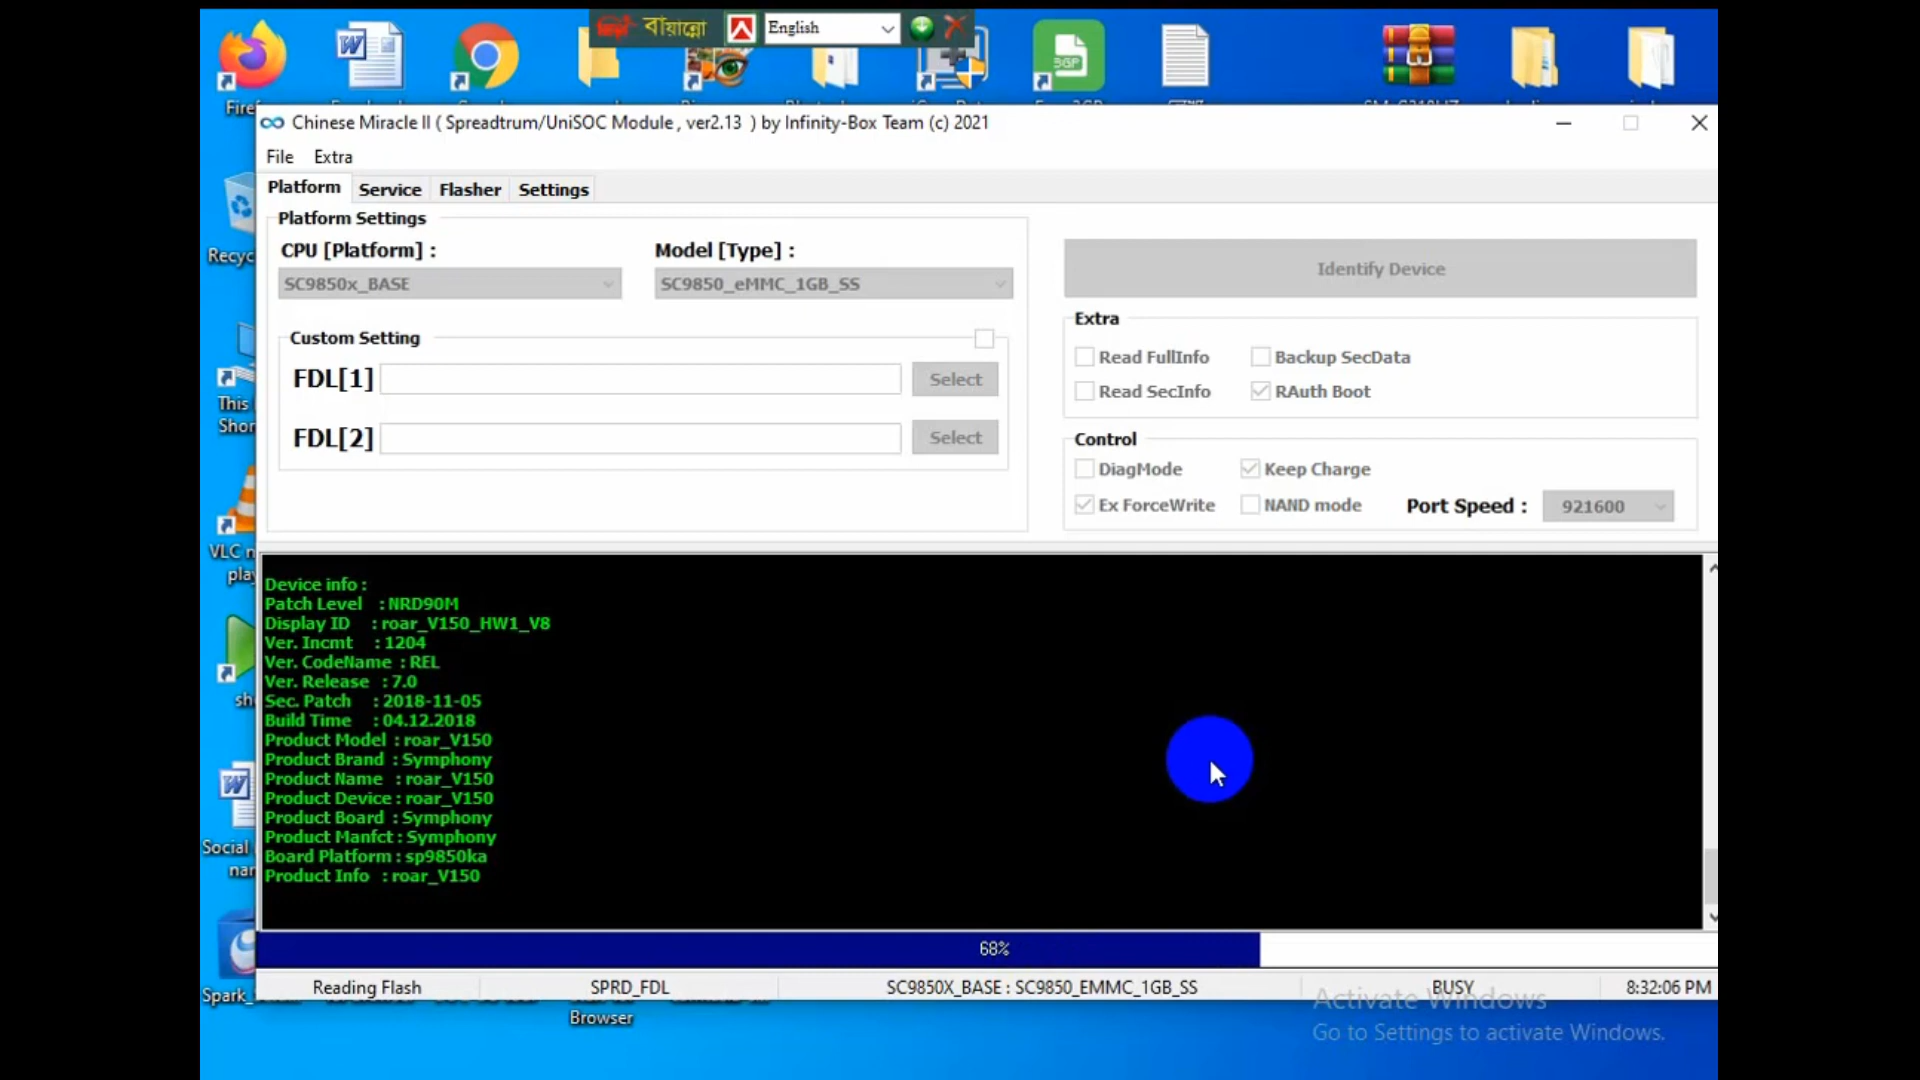 বায়ান্নো
English
3GP
Fire
Chinese Miracle II ( Spreadtrum/UniSOC Module , ver2.13 ) by Infinity-Box Team (c) 2021
File Extra
Platform Service Flasher Settings
Platform Settings
CPU [Platform] : Model [Type] :
SC9850x_BASE SC9850_eMMC_1GB_SS
Identify Device
Custom Setting
FDL[1] Select
FDL[2] Select
Extra
Read FullInfo Backup SecData
Read SecInfo RAuth Boot
Control
DiagMode Keep Charge
Ex ForceWrite NAND mode Port Speed : 921600
Recyc
This
Shor
VLC n
play
sh
Social
nar
Spark_
Device info :
Patch Level : NRD90M
Display ID : roar_V150_HW1_V8
Ver. Incmt : 1204
Ver. CodeName : REL
Ver. Release : 7.0
Sec. Patch : 2018-11-05
Build Time : 04.12.2018
Product Model : roar_V150
Product Brand : Symphony
Product Name : roar_V150
Product Device : roar_V150
Product Board : Symphony
Product Manfct : Symphony
Board Platform : sp9850ka
Product Info : roar_V150
68%
Reading Flash SPRD_FDL SC9850X_BASE : SC9850_EMMC_1GB_SS BUSY 8:32:06 PM
Browser
Activate Windows
Go to Settings to activate Windows.